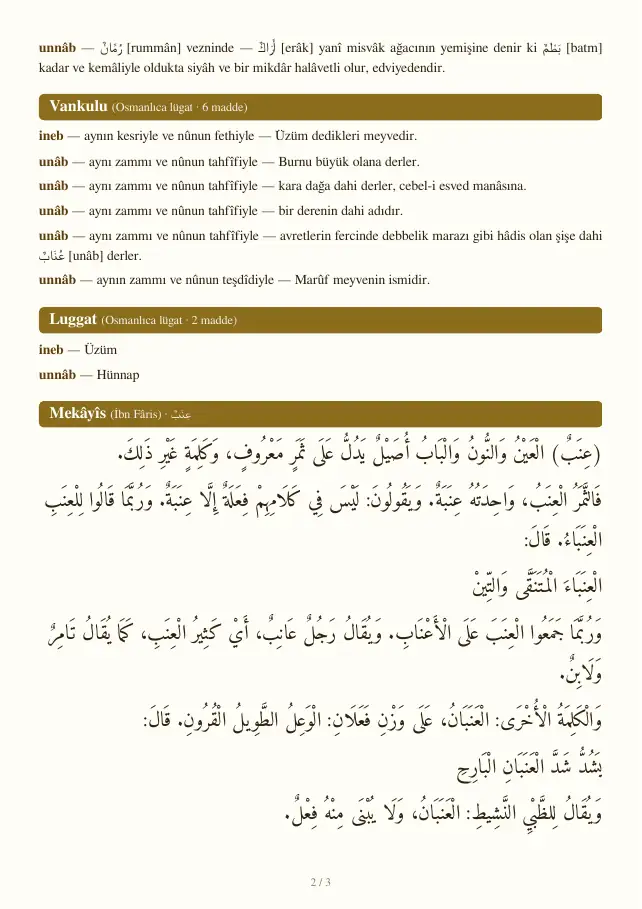 unnâb — رُمَّانٌ [rummân] vezninde — أَرَاكٌ [erâk] yanî misvâk ağacının yemişine denir ki بَطْمٌ [batm]
kadar ve kemâliyle oldukta siyâh ve bir mikdâr halâvetli olur, edviyedendir.
Vankulu (Osmanlıca lügat · 6 madde)
ineb — aynın kesriyle ve nûnun fethiyle — Üzüm dedikleri meyvedir.
unâb — aynı zammı ve nûnun tahfîfiyle — Burnu büyük olana derler.
unâb — aynı zammı ve nûnun tahfîfiyle — kara dağa dahi derler, cebel-i esved manâsına.
unâb — aynı zammı ve nûnun tahfîfiyle — bir derenin dahi adıdır.
unâb — aynı zammı ve nûnun tahfîfiyle — avretlerin fercinde debbelik marazı gibi hâdis olan şişe dahi
عُنَابْ [unâb] derler.
unnâb — aynın zammı ve nûnun teşdîdiyle — Marûf meyvenin ismidir.
Luggat (Osmanlıca lügat · 2 madde)
ineb — Üzüm
unnâb — Hünnap
Mekâyîs (İbn Fâris) · عِنَبْ
(عِنَبٌ) الْعَيْنُ وَالنُّونُ وَالْبَابُ أُصَيْلٌ يَدُلُّ عَلَى ثَمَرٍ مَعْرُوفٍ، وَكَلِمَةٍ غَيْرِ ذَلِكَ.
فَالثَّمَرُ الْعِنَبُ، وَاحِدَتُهُ عِنَبَةٌ. وَيَقُولُونَ: لَيْسَ فِي كَلَامِهِمْ فِعَلَةٌ إِلَّا عِنَبَةٌ. وَرُبَّمَا قَالُوا لِلْعِنَبِ
الْعِنَبَاءُ. قَالَ:
الْعِنَبَاءَ الْمُتَنَقَّى وَالتِّينْ
وَرُبَّمَا جَمَعُوا الْعِنَبَ عَلَى الْأَعْنَابِ. وَيُقَالُ رَجُلٌ عَانِبٌ، أَيْ كَثِيرُ الْعِنَبِ، كَمَا يُقَالُ تَامِرٌ
وَلَابِنٌ.
وَالْكَلِمَةُ الْأُخْرَى: الْعَنَبَانُ، عَلَى وَزْنِ فَعَلَانٍ: الْوَعِلُ الطَّوِيلُ الْقُرُونِ. قَالَ:
يَشُدُّ شَدَّ الْعَنَبَانِ الْبَارِحِ
وَيُقَالُ لِلظَّبْيِ النَّشِيطِ: الْعَنَبَانُ، وَلَا يُبْنَى مِنْهُ فِعْلٌ.
2 / 3